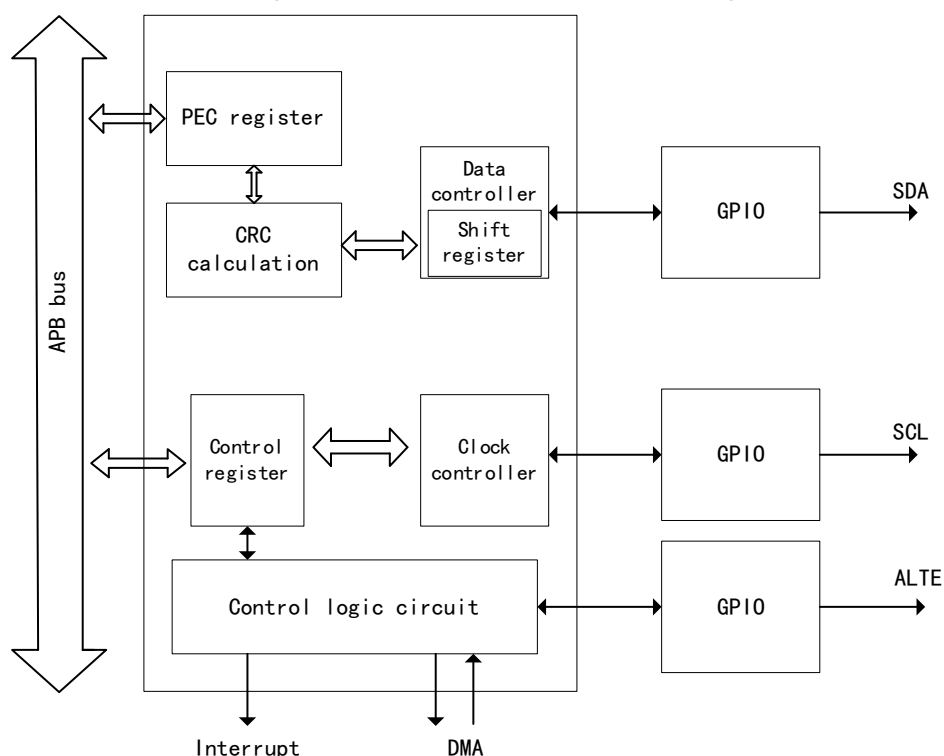 PEC register
Data
controller
SDA
GPIO
CRC
calculation
Shift
register
APB bus
Control
register
Clock
controller
GPIO
SCL
Control logic circuit
GPIO
ALTE
Interrupt
DMA